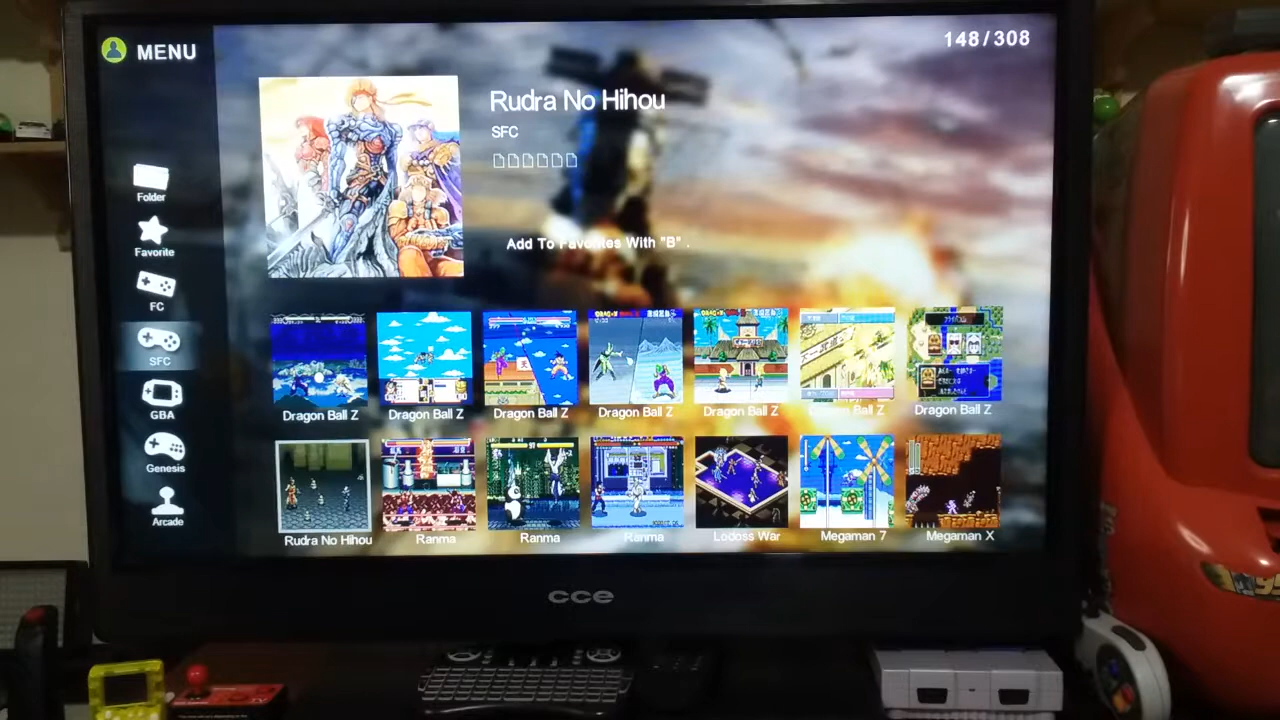 MENU
148/308
Rudra No Hihou
SFC
Add To Favorites With "B" .
Folder
Favorite
FC
SFC
GBA
Genesis
Arcade
Dragon Ball Z
Dragon Ball Z
Dragon Ball Z
Dragon Ball Z
Dragon Ball Z
Dragon Ball Z
Dragon Ball Z
Rudra No Hihou
Ranma
Ranma
Ranma
Lodoss War
Megaman 7
Megaman X
cce